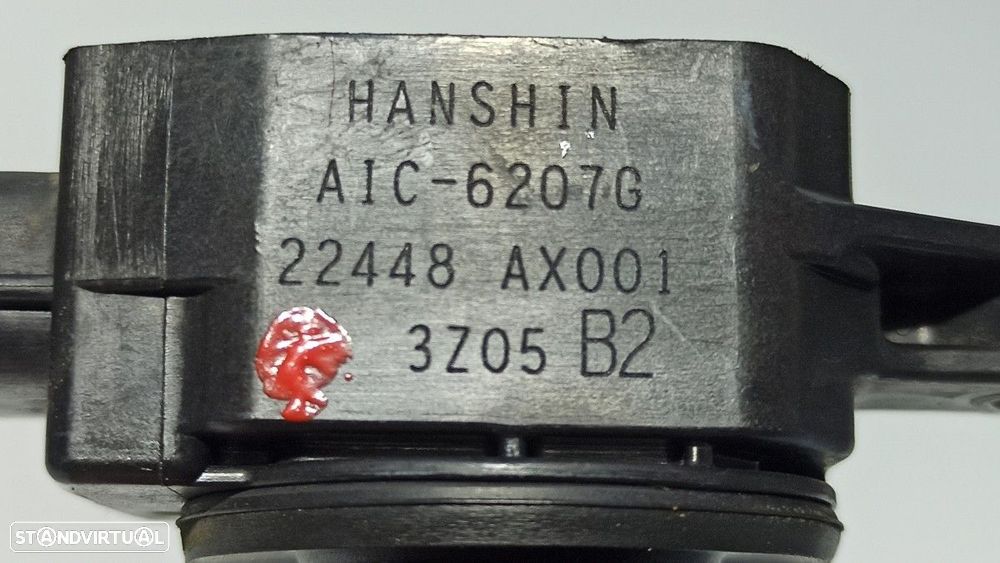 HANSHIN
AIC-6207G
22448 AX001
3Z05 B2
STANDVIRTUAL